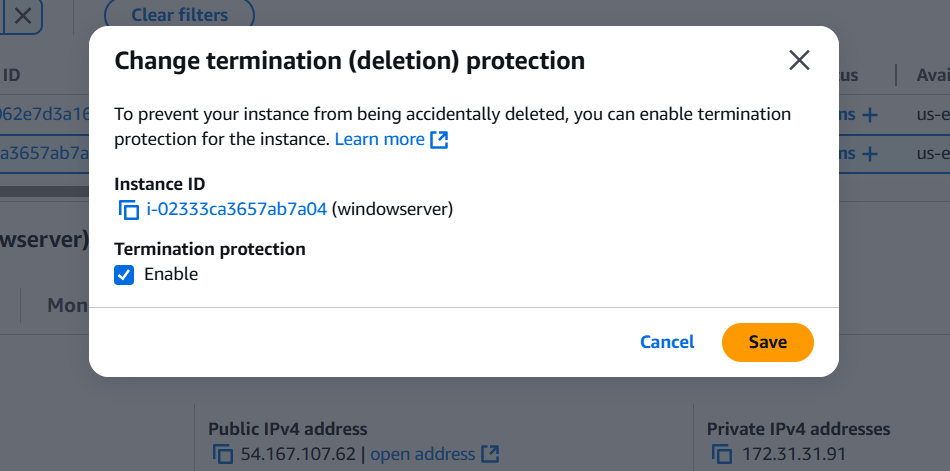 Clear filters
Change termination (deletion) protection
ID
us
Avai
To prevent your instance from being accidentally deleted, you can enable termination
protection for the instance. Learn more
062e7d3a16
ns
us-e
a3657ab7a
ns
us-e
Instance ID
i-02333ca3657ab7a04 (windowserver)
wserver)
Termination protection
Enable
Mon
Cancel
Save
Public IPv4 address
54.167.107.62 | open address
Private IPv4 addresses
172.31.31.91